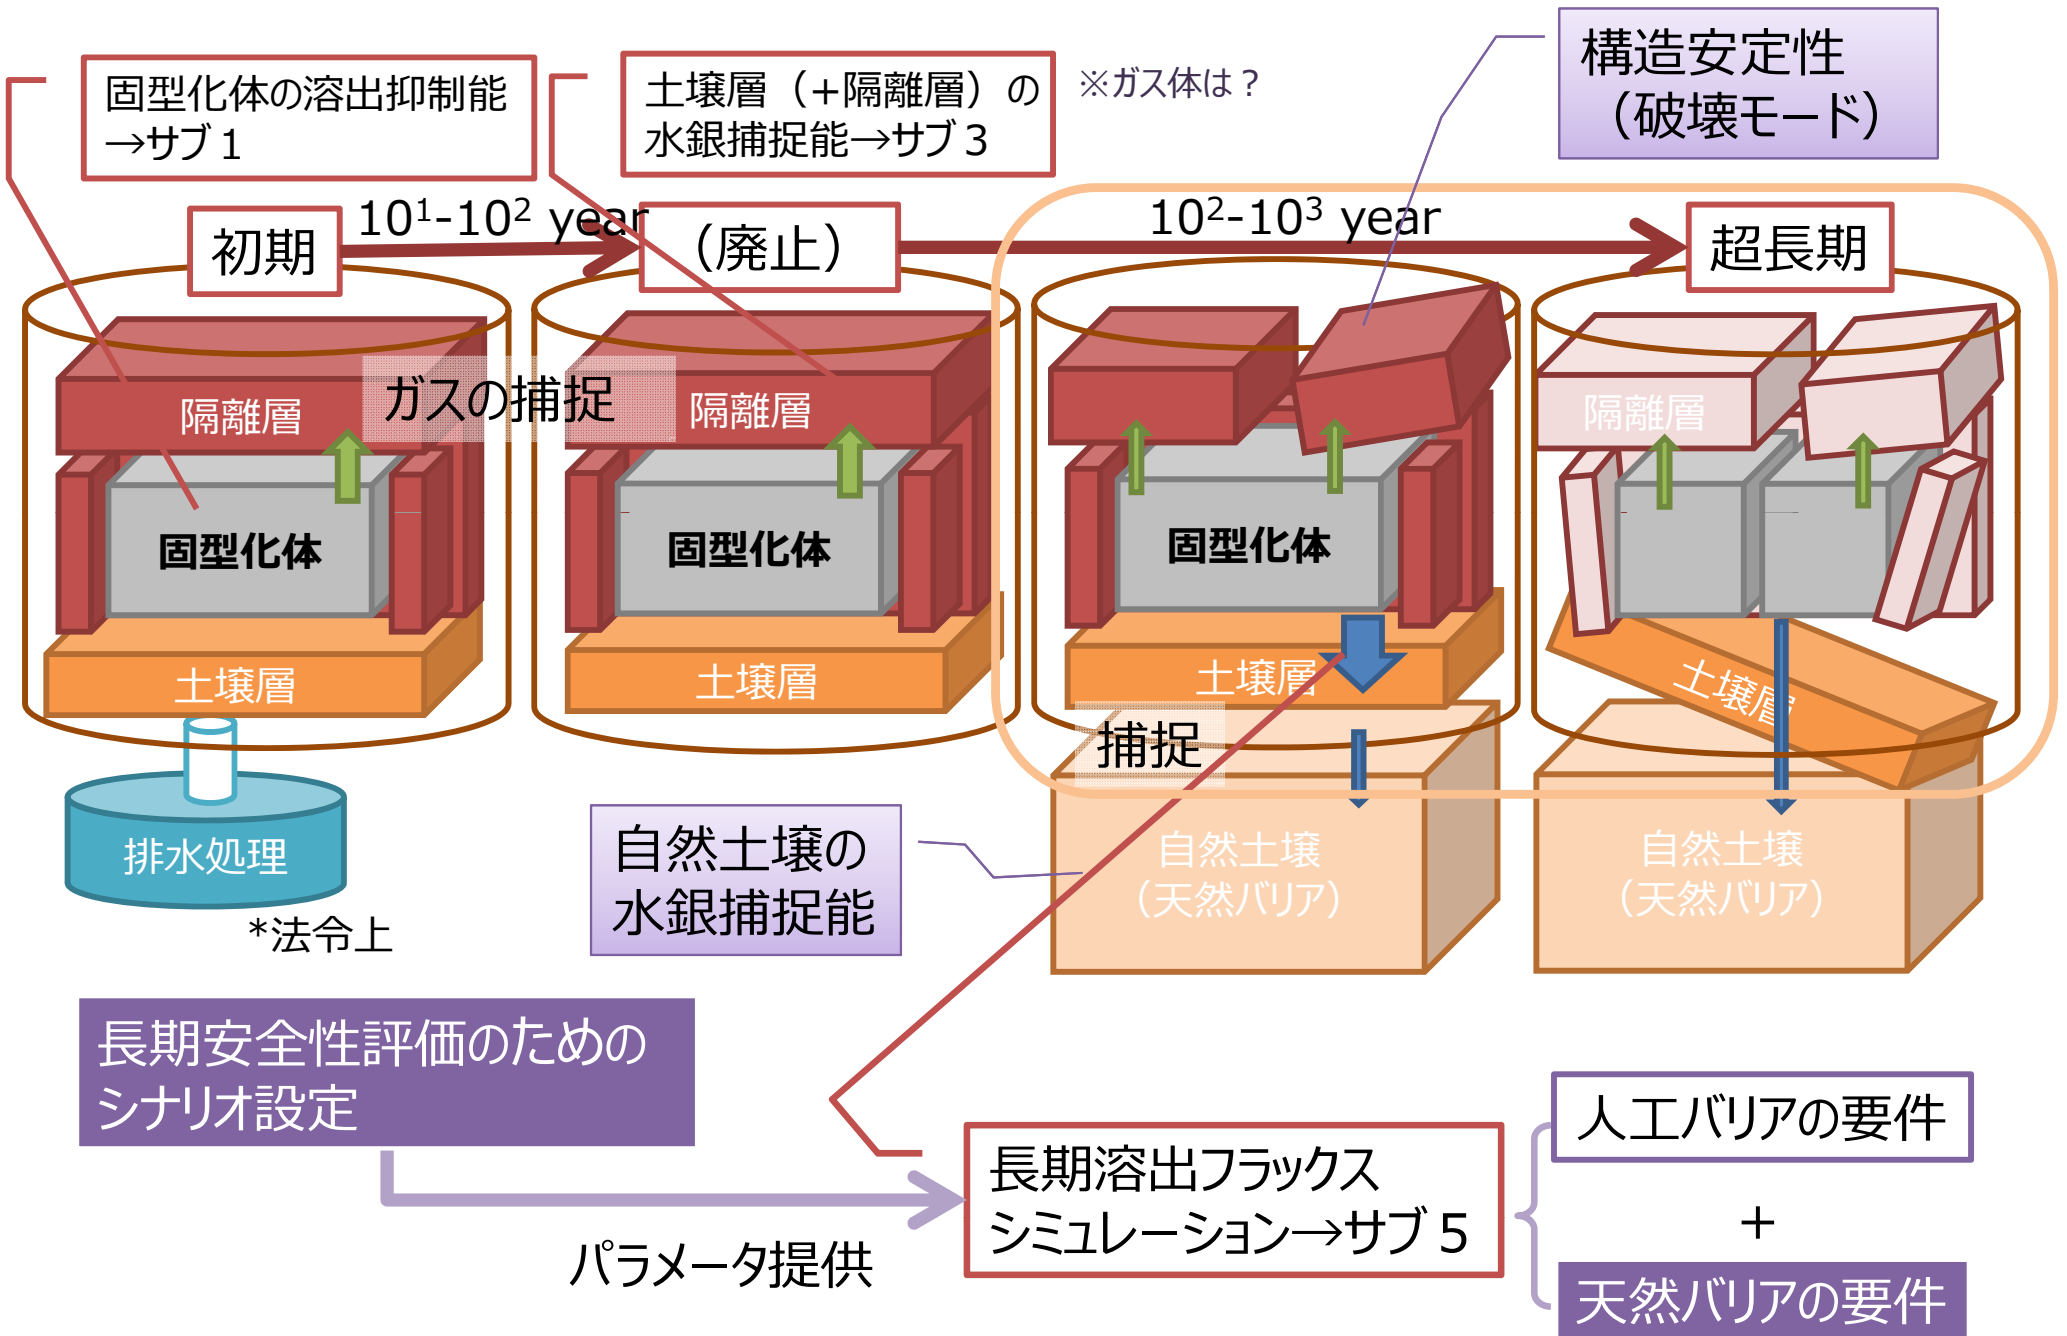 固型化体の溶出抑制能
→サブ１
土壌層（+隔離層）の
水銀捕捉能→サブ３
※ガス体は？
構造安定性
（破壊モード）
初期
10¹-10² year
（廃止）
10²-10³ year
超長期
隔離層
ガスの捕捉
隔離層
隔離層
固型化体
固型化体
固型化体
土壌層
土壌層
土壌層
土壌層
捕捉
排水処理
*法令上
自然土壌の
水銀捕捉能
自然土壌
（天然バリア）
自然土壌
（天然バリア）
長期安全性評価のための
シナリオ設定
パラメータ提供
長期溶出フラックス
シミュレーション→サブ５
人工バリアの要件
+
天然バリアの要件